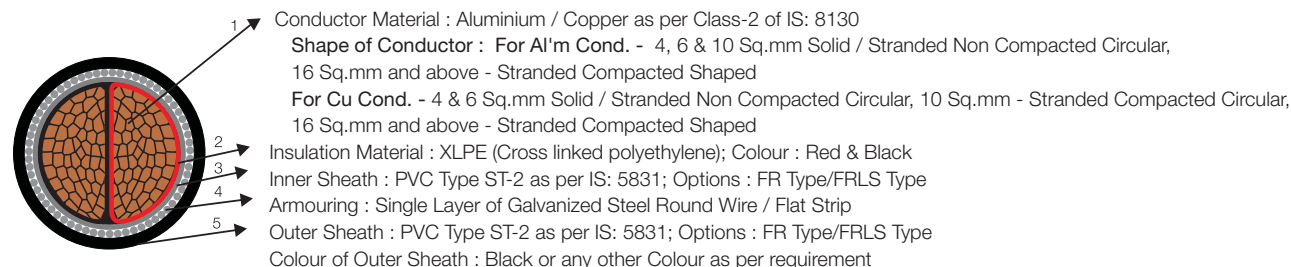 1 Conductor Material : Aluminium / Copper as per Class-2 of IS: 8130
Shape of Conductor : For Al'm Cond. - 4, 6 & 10 Sq.mm Solid / Stranded Non Compacted Circular,
16 Sq.mm and above - Stranded Compacted Shaped
For Cu Cond. - 4 & 6 Sq.mm Solid / Stranded Non Compacted Circular, 10 Sq.mm - Stranded Compacted Circular,
16 Sq.mm and above - Stranded Compacted Shaped
2 Insulation Material : XLPE (Cross linked polyethylene); Colour : Red & Black
3 Inner Sheath : PVC Type ST-2 as per IS: 5831; Options : FR Type/FRLS Type
4 Armouring : Single Layer of Galvanized Steel Round Wire / Flat Strip
5 Outer Sheath : PVC Type ST-2 as per IS: 5831; Options : FR Type/FRLS Type
Colour of Outer Sheath : Black or any other Colour as per requirement